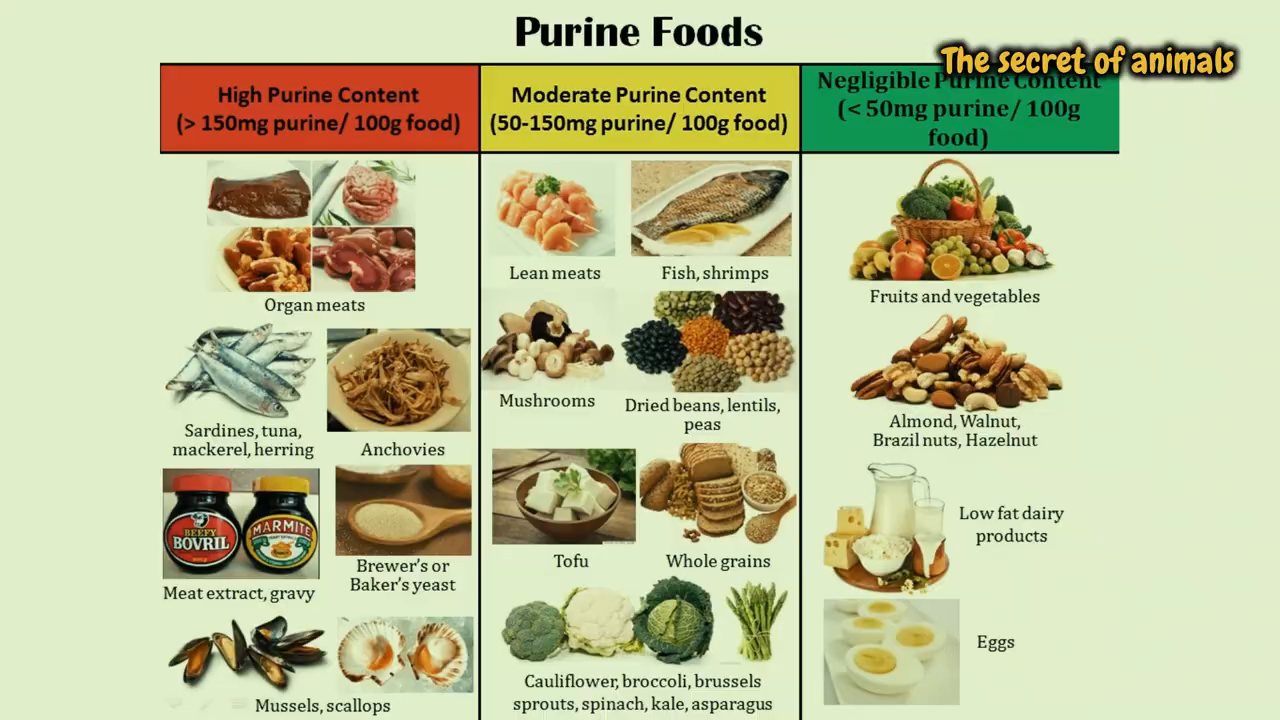 Purine Foods
The secret of animals
High Purine Content
(> 150mg purine/ 100g food)
Moderate Purine Content
(50-150mg purine/ 100g food)
Negligible Purine Content
(< 50mg purine/ 100g
food)
Organ meats
Sardines, tuna,
mackerel, herring
Anchovies
BEEFY
BOVRIL
MARMITE
Meat extract, gravy
Brewer's or
Baker's yeast
Mussels, scallops
Lean meats
Fish, shrimps
Mushrooms
Dried beans, lentils,
peas
Tofu
Whole grains
Cauliflower, broccoli, brussels
sprouts, spinach, kale, asparagus
Fruits and vegetables
Almond, Walnut,
Brazil nuts, Hazelnut
Low fat dairy
products
Eggs